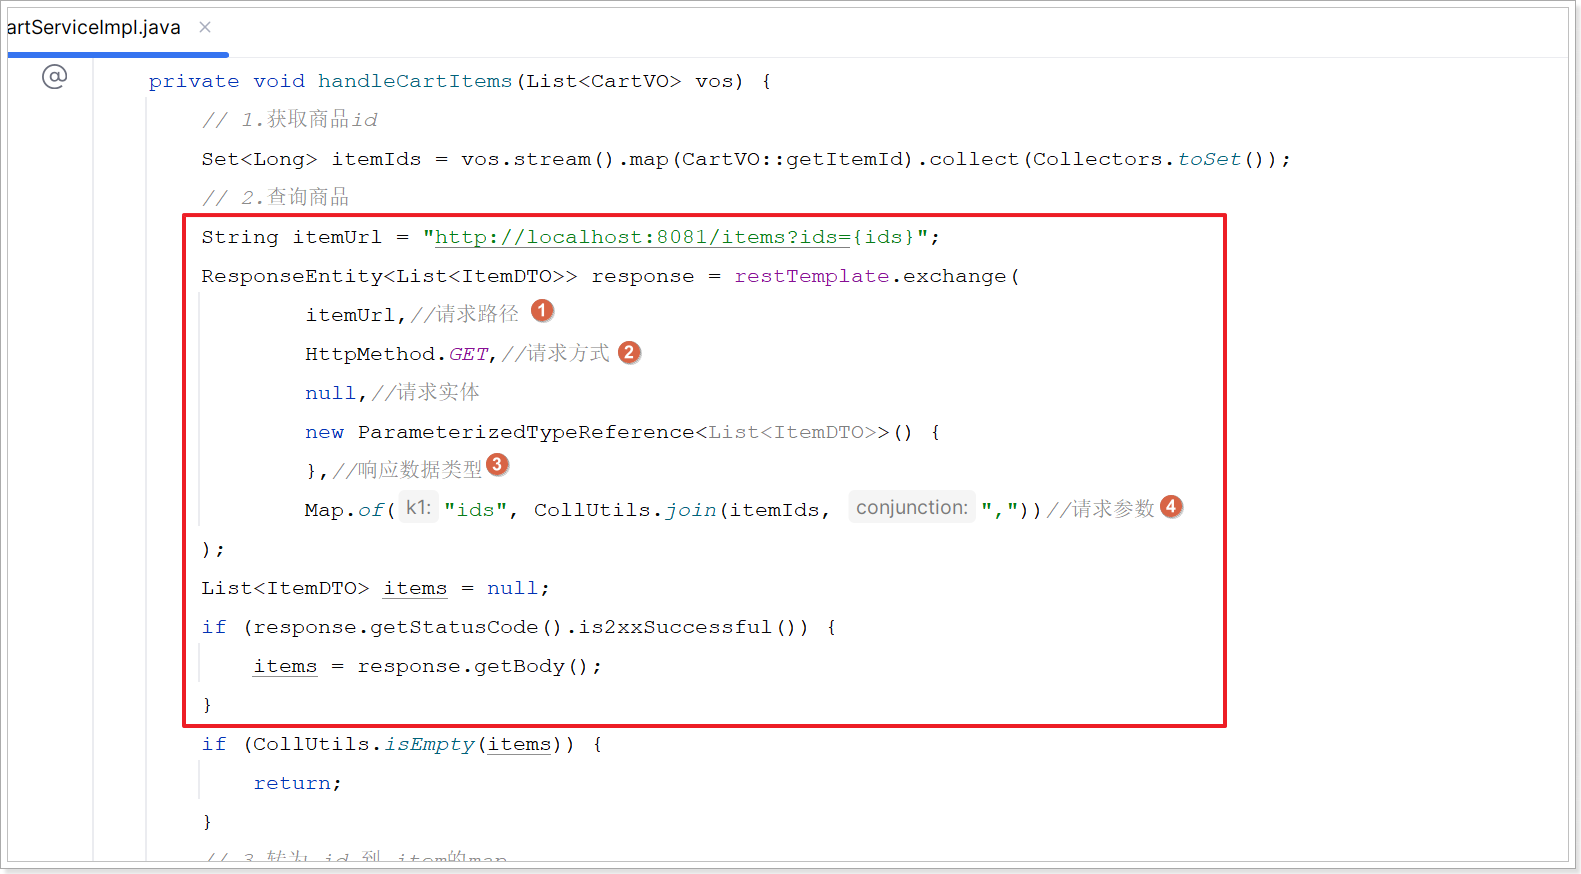 artServiceImpl.java
private void handleCartItems(List<CartVO> vos) {
// 1.获取商品id
Set<Long> itemIds = vos.stream().map(CartVO::getItemId).collect(Collectors.toSet());
// 2.查询商品
String itemUrl = "http://localhost:8081/items?ids={ids}";
ResponseEntity<List<ItemDTO>> response = restTemplate.exchange(
itemUrl,//请求路径 1
HttpMethod.GET,//请求方式 2
null,//请求实体
new ParameterizedTypeReference<List<ItemDTO>>() {
},//响应数据类型 3
Map.of( k1: "ids", CollUtils.join(itemIds, conjunction: ","))//请求参数 4
);
List<ItemDTO> items = null;
if (response.getStatusCode().is2xxSuccessful()) {
items = response.getBody();
}
if (CollUtils.isEmpty(items)) {
return;
}
// 3.转为 id 到 item的map